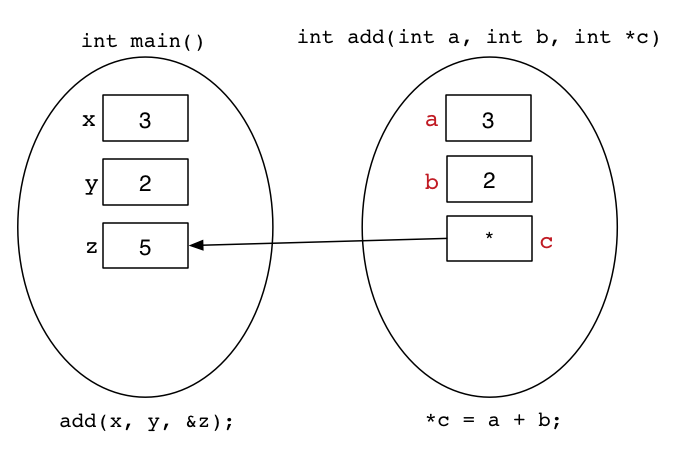 int main()
int add(int a, int b, int *c)
x 3
a 3
y 2
b 2
z 5
* c
add(x, y, &z);
*c = a + b;